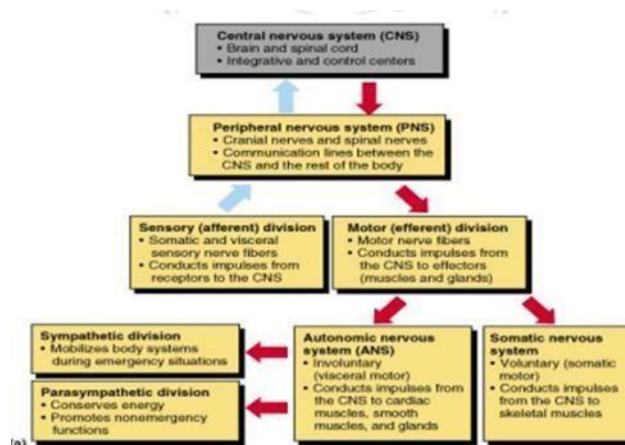 Central nervous system (CNS)
• Brain and spinal cord
• Integrative and control centers
Peripheral nervous system (PNS)
• Cranial nerves and spinal nerves
• Communication lines between the
CNS and the rest of the body
Sensory (afferent) division
• Somatic and visceral
sensory nerve fibers
• Conducts impulses from
receptors to the CNS
Motor (efferent) division
• Motor nerve fibers
• Conducts impulses from
the CNS to effectors
(muscles and glands)
Sympathetic division
• Mobilizes body systems
during emergency situations
Parasympathetic division
• Conserves energy
• Promotes nonemergency
functions
Autonomic nervous
system (ANS)
• Involuntary
(visceral motor)
• Conducts impulses from
the CNS to cardiac
muscles, smooth
muscles, and glands
Somatic nervous
system
• Voluntary (somatic
motor)
• Conducts impulses
from the CNS to
skeletal muscles
(a)